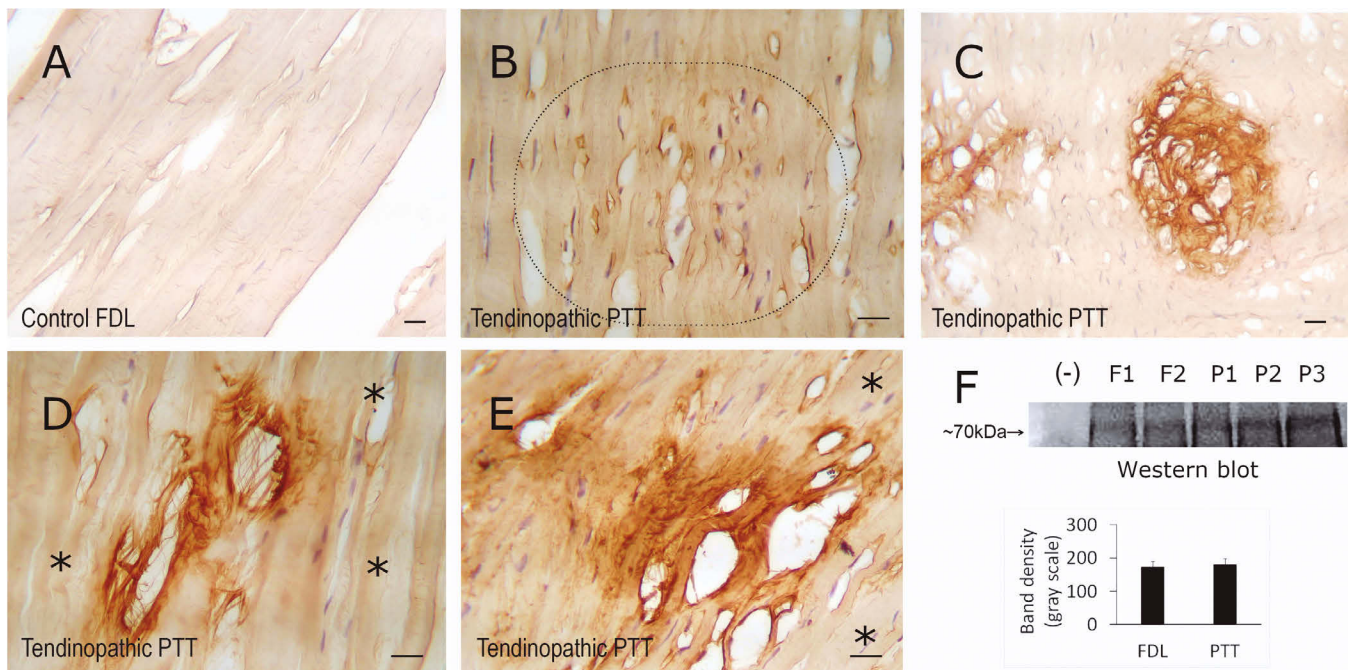 A
Control FDL
B
Tendinopathic PTT
C
Tendinopathic PTT
D
*
*
*
Tendinopathic PTT
E
*
*
Tendinopathic PTT
F
(-) F1 F2 P1 P2 P3
~70kDa→
Western blot
Band density
(gray scale)
300
200
100
0
FDL PTT